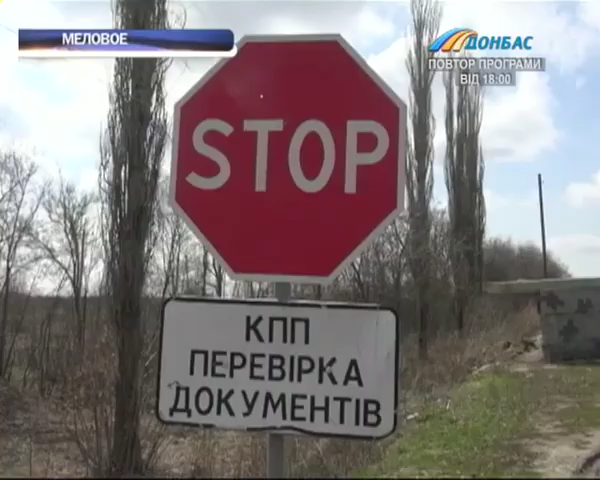 МЕЛОВОЕ
ДОНБАС
ПОВТОР ПРОГРАМИ
ВІД 18:00
STOP
КПП
ПЕРЕВІРКА
ДОКУМЕНТІВ